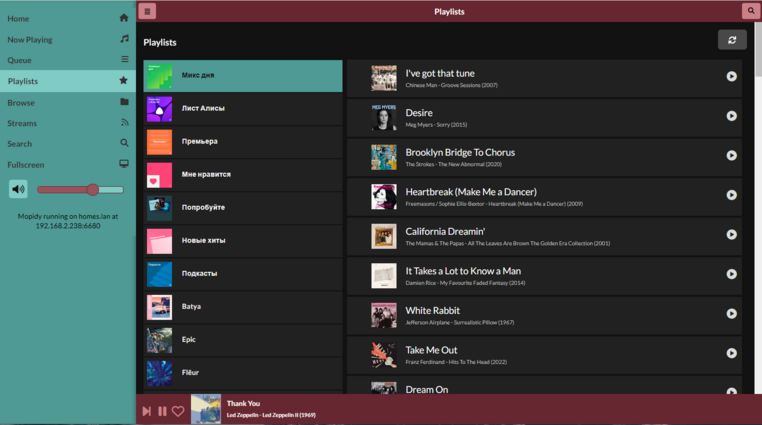 Playlists
Home
Now Playing
Queue
Playlists
Browse
Streams
Search
Fullscreen
Mopidy running on homes.lan at
192.168.2.238:6680
Playlists
Микс дня
Лист Алисы
Премьера
Мне нравится
Попробуйте
Новые хиты
Подкасты
Batya
Epic
Flëur
I've got that tune
Chinese Man - Groove Sessions (2007)
Desire
Meg Myers - Sorry (2015)
Brooklyn Bridge To Chorus
The Strokes - The New Abnormal (2020)
Heartbreak (Make Me a Dancer)
Freemasons / Sophie Ellis-Bextor - Heartbreak (Make Me a Dancer) (2009)
California Dreamin'
The Mamas & The Papas - All The Leaves Are Brown The Golden Era Collection (2001)
It Takes a Lot to Know a Man
Damien Rice - My Favourite Faded Fantasy (2014)
White Rabbit
Jefferson Airplane - Surrealistic Pillow (1967)
Take Me Out
Franz Ferdinand - Hits To The Head (2022)
Dream On
MEG MYERS
Thank You
Led Zeppelin - Led Zeppelin II (1969)